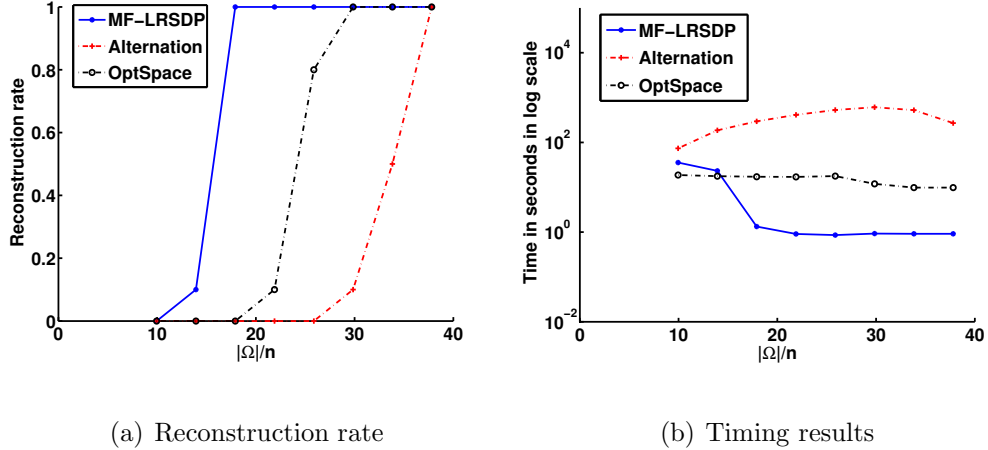 MF−LRSDP
Alternation
OptSpace
Reconstruction rate
1
0.8
0.6
0.4
0.2
0
0
10
20
30
40
|Ω|/n
(a) Reconstruction rate
MF−LRSDP
Alternation
OptSpace
Time in seconds in log scale
10^4
10^2
10^0
10^−2
0
10
20
30
40
|Ω|/n
(b) Timing results